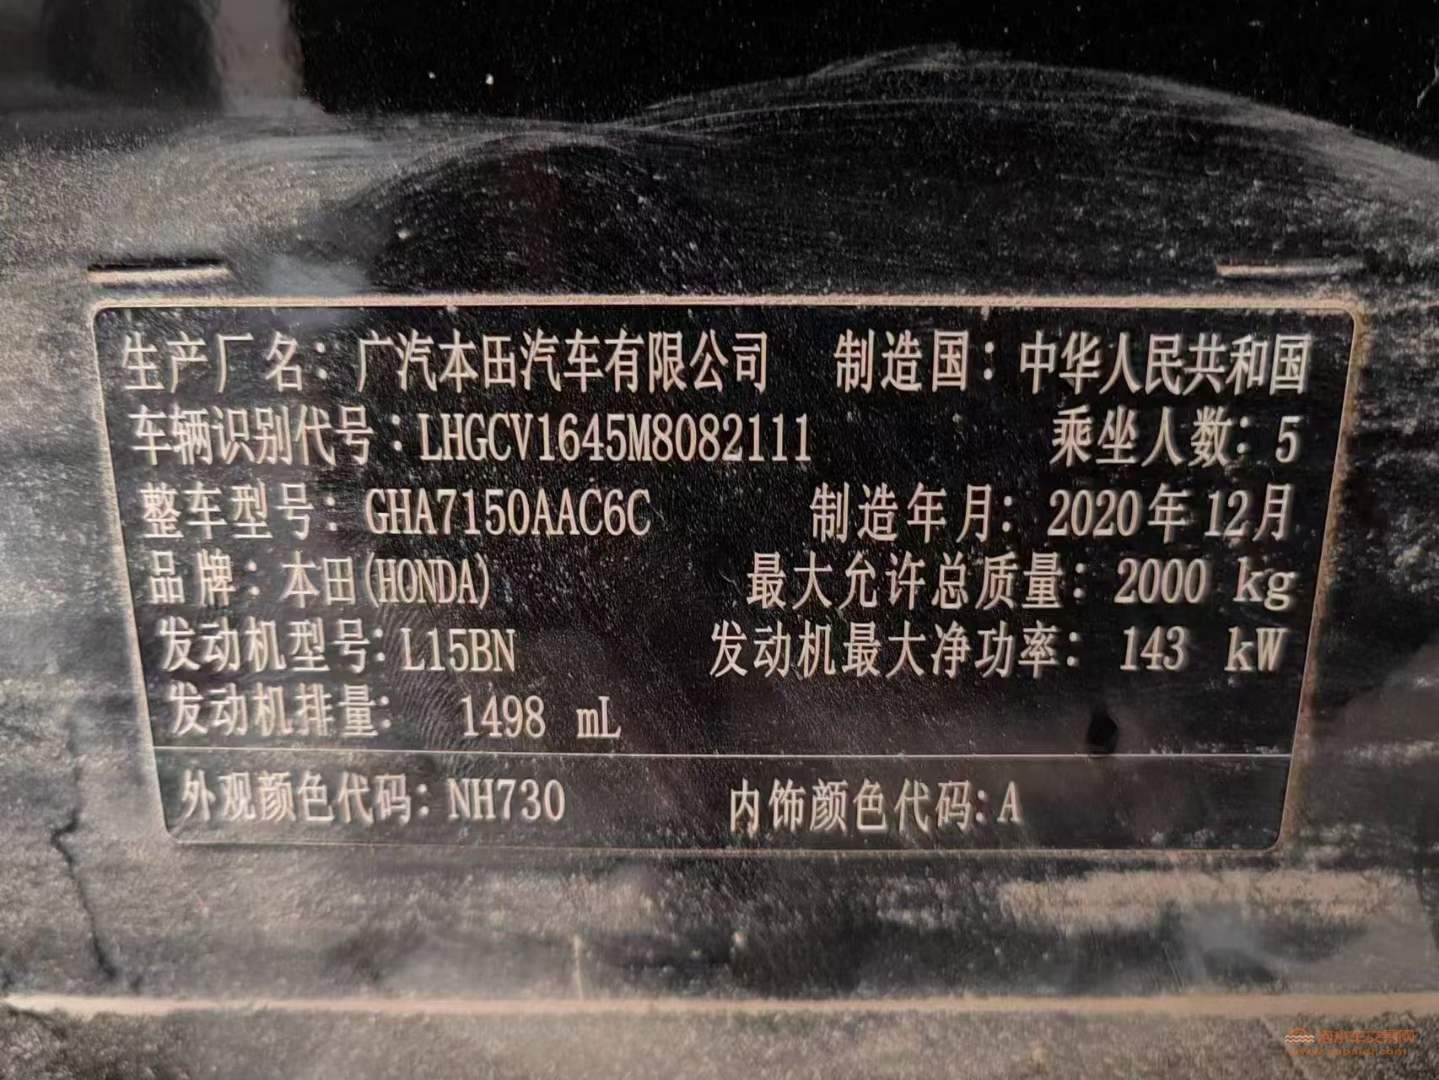 生产厂名：广汽本田汽车有限公司 制造国：中华人民共和国
车辆识别代号：LHGCV1645M8082111 乘坐人数：5
整车型号：GHA7150AAC6C 制造年月：2020年12月
品牌：本田(HONDA) 最大允许总质量：2000 kg
发动机型号：L15BN 发动机最大净功率：143 kW
发动机排量： 1498 mL
外观颜色代码：NH730 内饰颜色代码：A